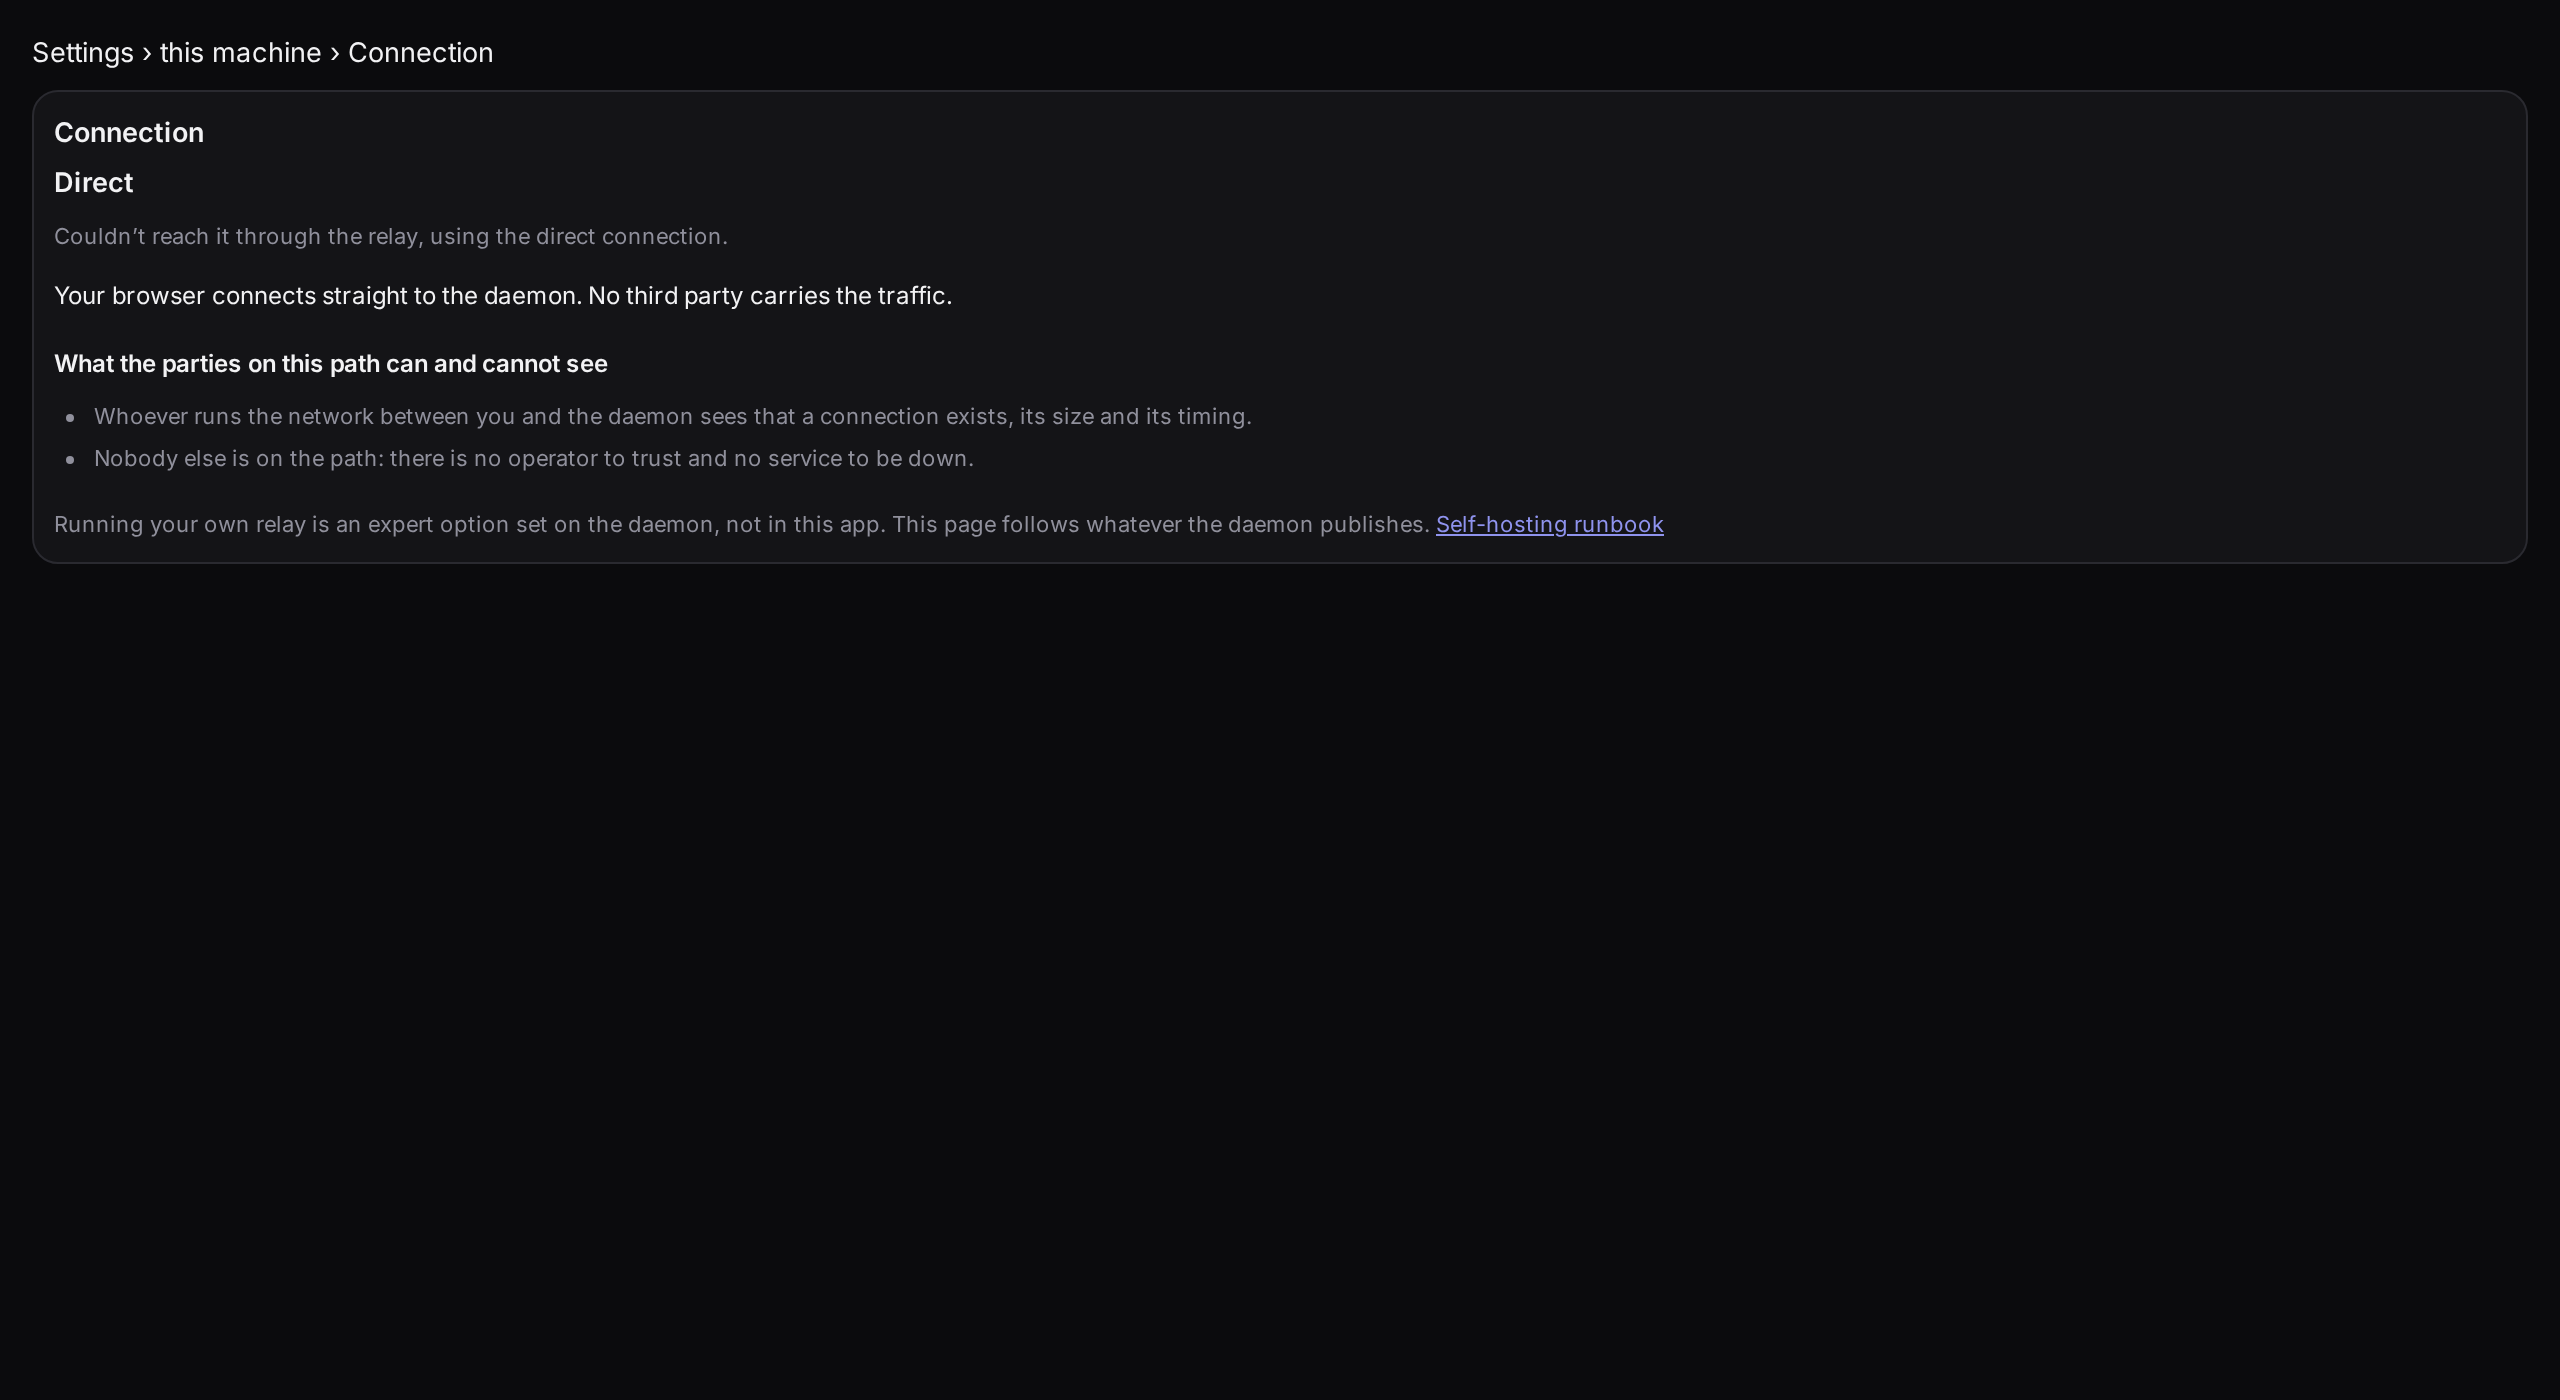 Settings › this machine › Connection
Connection
Direct
Couldn’t reach it through the relay, using the direct connection.
Your browser connects straight to the daemon. No third party carries the traffic.
What the parties on this path can and cannot see
• Whoever runs the network between you and the daemon sees that a connection exists, its size and its timing.
• Nobody else is on the path: there is no operator to trust and no service to be down.
Running your own relay is an expert option set on the daemon, not in this app. This page follows whatever the daemon publishes. Self-hosting runbook